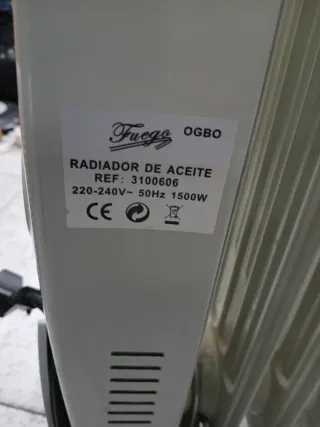 Fuego OGBO
RADIADOR DE ACEITE
REF: 3100606
220-240V~ 50Hz 1500W
CE